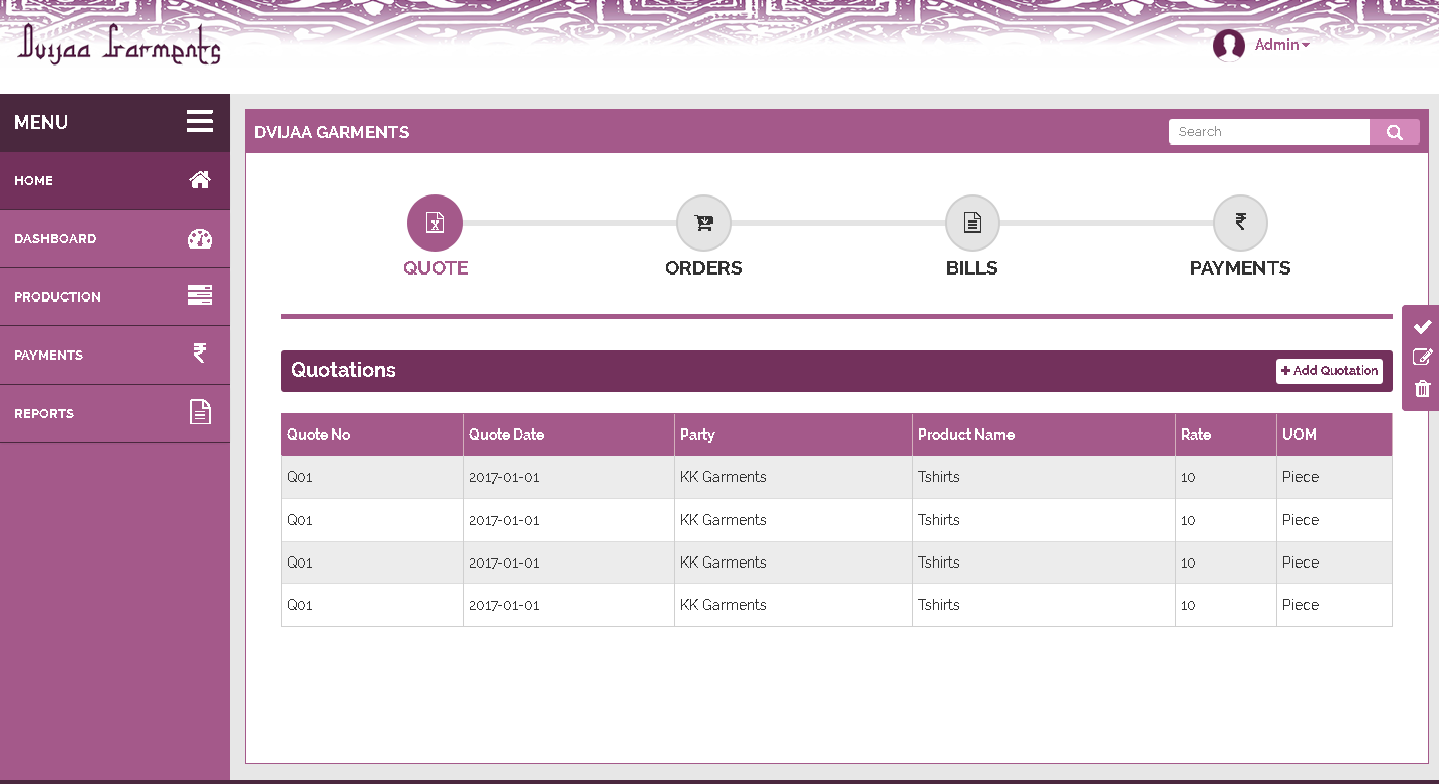 Dvijaa Garments
Admin
MENU
DVIJAA GARMENTS
Search
HOME
DASHBOARD
PRODUCTION
PAYMENTS
REPORTS
QUOTE ORDERS BILLS PAYMENTS
Quotations
+ Add Quotation
Quote No Quote Date Party Product Name Rate UOM
Q01 2017-01-01 KK Garments Tshirts 10 Piece
Q01 2017-01-01 KK Garments Tshirts 10 Piece
Q01 2017-01-01 KK Garments Tshirts 10 Piece
Q01 2017-01-01 KK Garments Tshirts 10 Piece